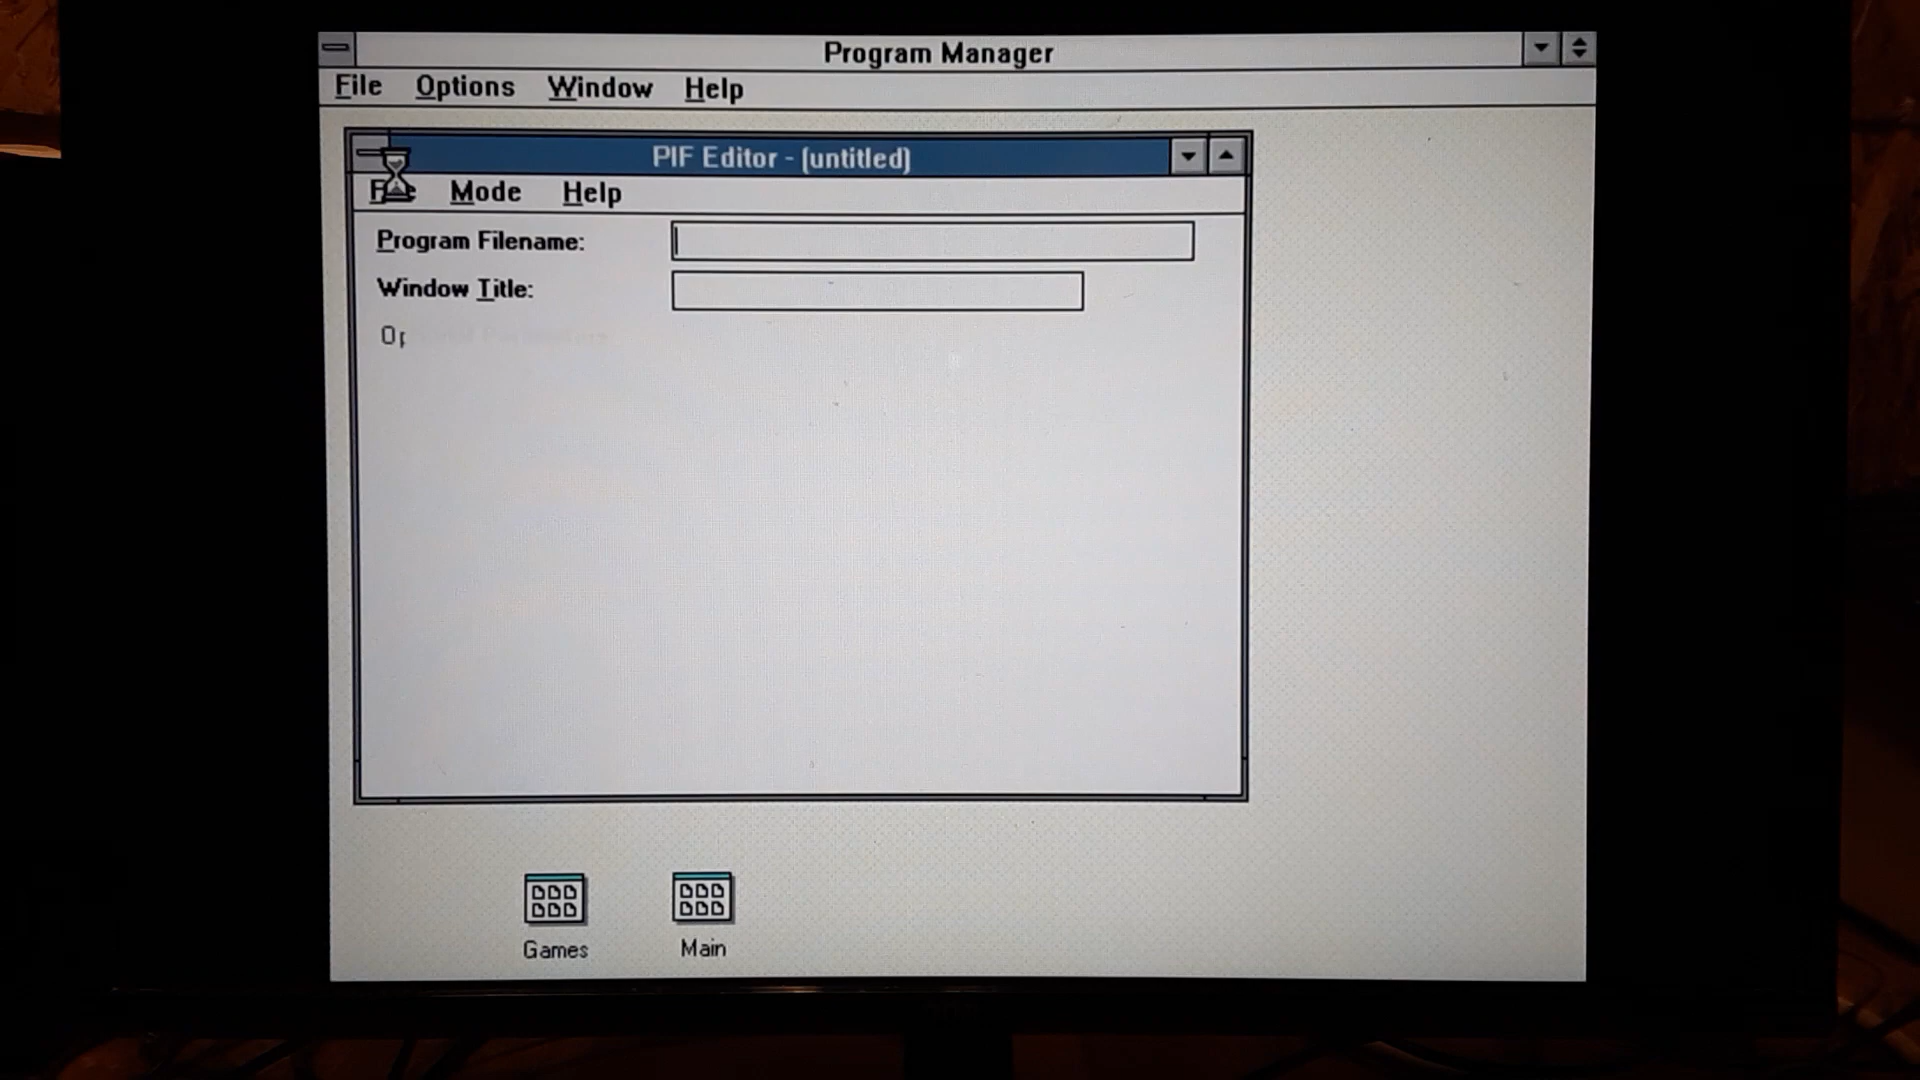 Program Manager
File Options Window Help
PIF Editor - (untitled)
Mode Help
Program Filename:
Window Title:
Games
Main